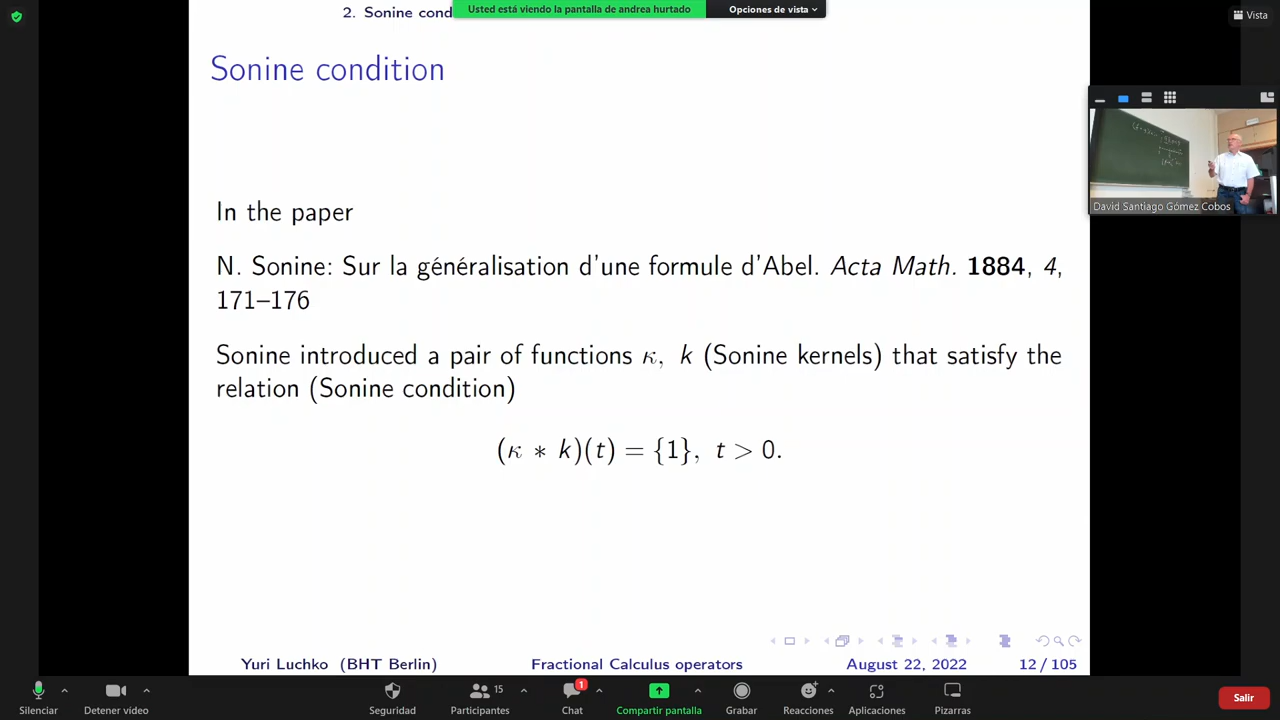 2. Sonine cond
Usted está viendo la pantalla de andrea hurtado
Opciones de vista
Vista
Sonine condition
David Santiago Gómez Cobos
In the paper
N. Sonine: Sur la généralisation d'une formule d'Abel. Acta Math. 1884, 4,
171–176
Sonine introduced a pair of functions κ, k (Sonine kernels) that satisfy the
relation (Sonine condition)
(κ ∗ k)(t) = {1}, t > 0.
Yuri Luchko (BHT Berlin) Fractional Calculus operators August 22, 2022 12 / 105
15
1
Silenciar Detener vídeo Seguridad Participantes Chat Compartir pantalla Grabar Reacciones Aplicaciones Pizarras Salir